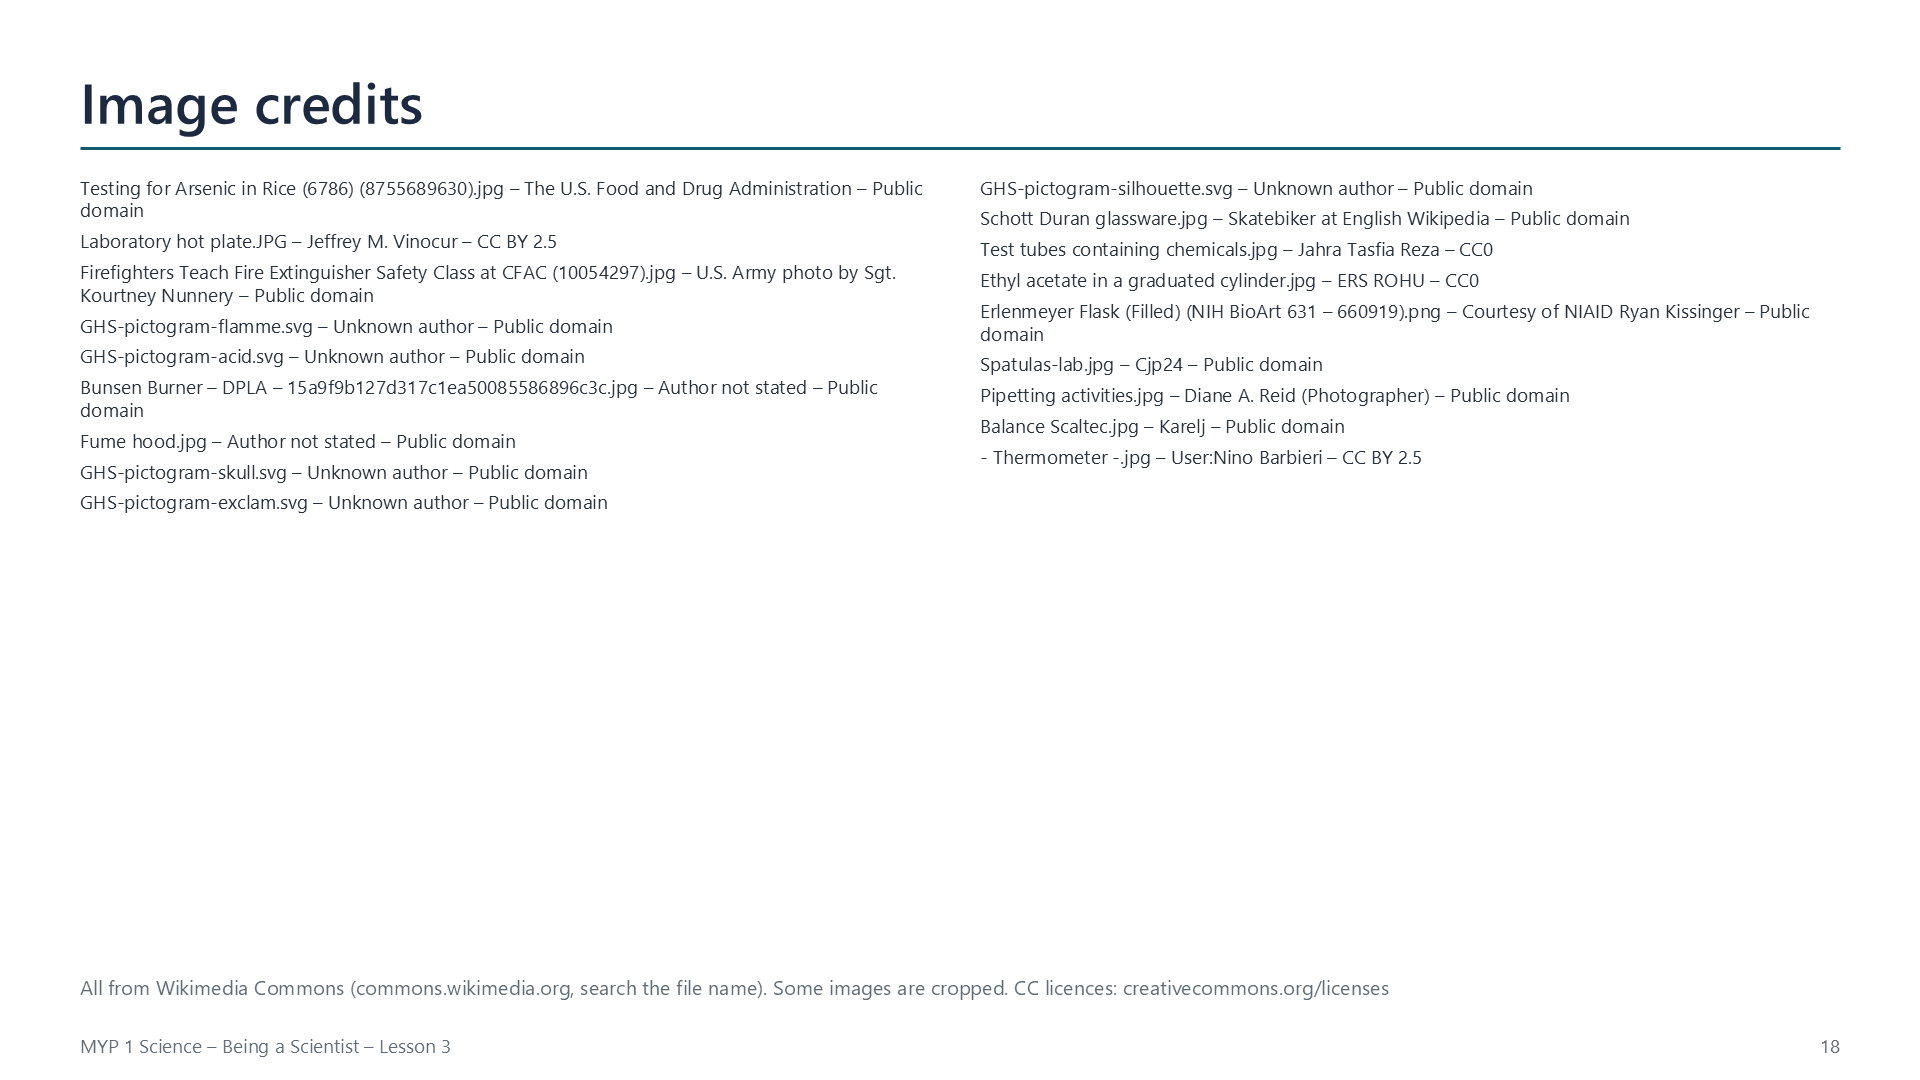 Image credits
Testing for Arsenic in Rice (6786) (8755689630).jpg – The U.S. Food and Drug Administration – Public
domain
Laboratory hot plate.JPG – Jeffrey M. Vinocur – CC BY 2.5
Firefighters Teach Fire Extinguisher Safety Class at CFAC (10054297).jpg – U.S. Army photo by Sgt.
Kourtney Nunnery – Public domain
GHS-pictogram-flamme.svg – Unknown author – Public domain
GHS-pictogram-acid.svg – Unknown author – Public domain
Bunsen Burner – DPLA – 15a9f9b127d317c1ea50085586896c3c.jpg – Author not stated – Public
domain
Fume hood.jpg – Author not stated – Public domain
GHS-pictogram-skull.svg – Unknown author – Public domain
GHS-pictogram-exclam.svg – Unknown author – Public domain
GHS-pictogram-silhouette.svg – Unknown author – Public domain
Schott Duran glassware.jpg – Skatebiker at English Wikipedia – Public domain
Test tubes containing chemicals.jpg – Jahra Tasfia Reza – CC0
Ethyl acetate in a graduated cylinder.jpg – ERS ROHU – CC0
Erlenmeyer Flask (Filled) (NIH BioArt 631 – 660919).png – Courtesy of NIAID Ryan Kissinger – Public
domain
Spatulas-lab.jpg – Cjp24 – Public domain
Pipetting activities.jpg – Diane A. Reid (Photographer) – Public domain
Balance Scaltec.jpg – Karelj – Public domain
- Thermometer -.jpg – User:Nino Barbieri – CC BY 2.5
All from Wikimedia Commons (commons.wikimedia.org, search the file name). Some images are cropped. CC licences: creativecommons.org/licenses
MYP 1 Science – Being a Scientist – Lesson 3
18